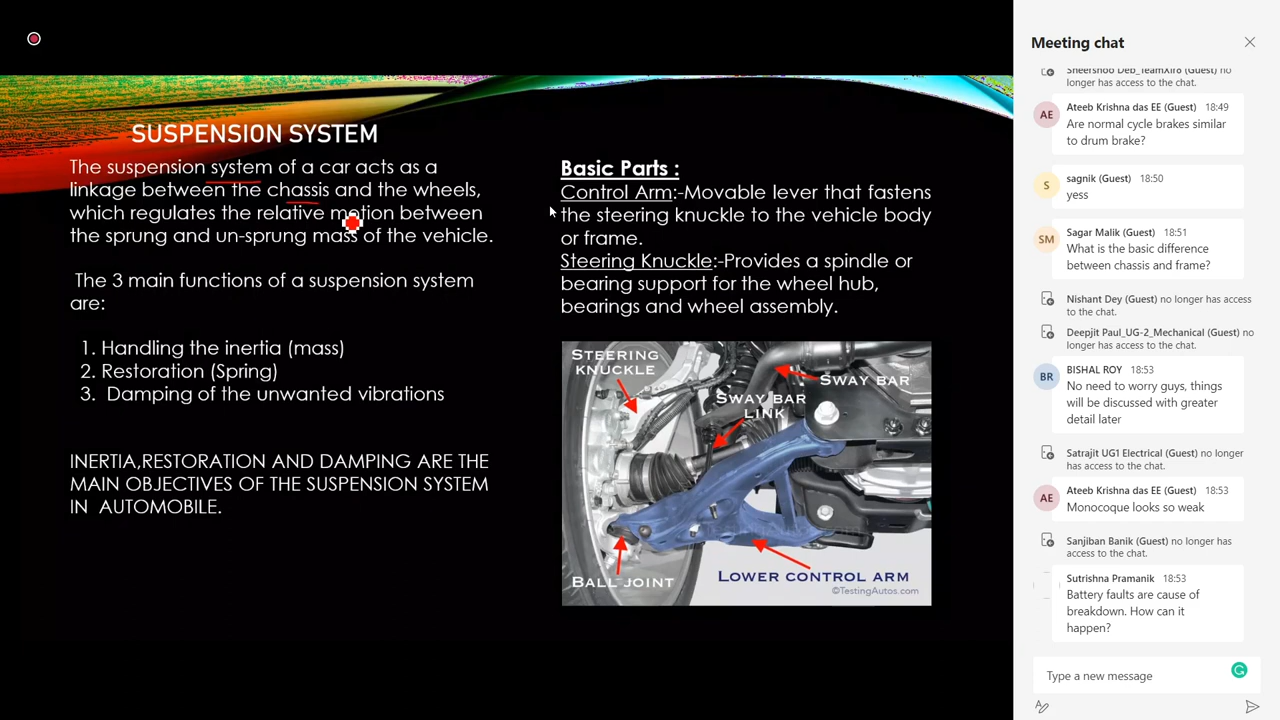 SUSPENSION SYSTEM
The suspension system of a car acts as a
linkage between the chassis and the wheels,
which regulates the relative motion between
the sprung and un-sprung mass of the vehicle.
The 3 main functions of a suspension system
are:
1. Handling the inertia (mass)
2. Restoration (Spring)
3. Damping of the unwanted vibrations
INERTIA,RESTORATION AND DAMPING ARE THE
MAIN OBJECTIVES OF THE SUSPENSION SYSTEM
IN AUTOMOBILE.
Basic Parts :
Control Arm:-Movable lever that fastens
the steering knuckle to the vehicle body
or frame.
Steering Knuckle:-Provides a spindle or
bearing support for the wheel hub,
bearings and wheel assembly.
STEERING
KNUCKLE
SWAY BAR
SWAY BAR
LINK
BALL JOINT
LOWER CONTROL ARM
©TestingAutos.com
Meeting chat
(Guest) no
longer has access to the chat.
AE
Ateeb Krishna das EE (Guest) 18:49
Are normal cycle brakes similar
to drum brake?
S
sagnik (Guest) 18:50
yess
SM
Sagar Malik (Guest) 18:51
What is the basic difference
between chassis and frame?
Nishant Dey (Guest) no longer has access
to the chat.
Deepjit Paul_UG-2_Mechanical (Guest) no
longer has access to the chat.
BR
BISHAL ROY 18:53
No need to worry guys, things
will be discussed with greater
detail later
Satrajit UG1 Electrical (Guest) no longer
has access to the chat.
AE
Ateeb Krishna das EE (Guest) 18:53
Monocoque looks so weak
Sanjiban Banik (Guest) no longer has
access to the chat.
Sutrishna Pramanik 18:53
Battery faults are cause of
breakdown. How can it
happen?
Type a new message